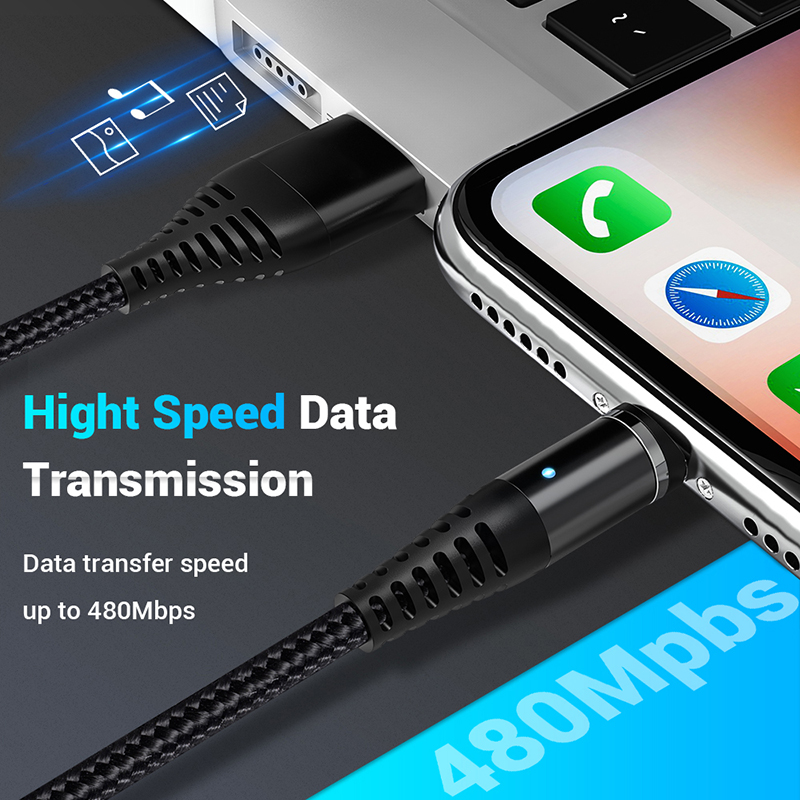 Hight Speed Data
Transmission
Data transfer speed
up to 480Mbps
480Mpbs